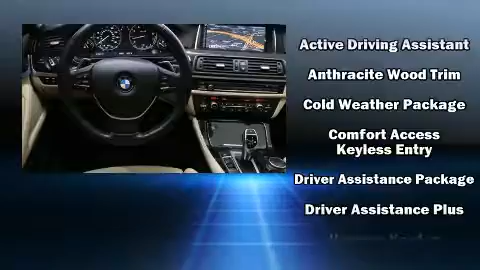 Active Driving Assistant
Anthracite Wood Trim
Cold Weather Package
Comfort Access
Keyless Entry
Driver Assistance Package
Driver Assistance Plus